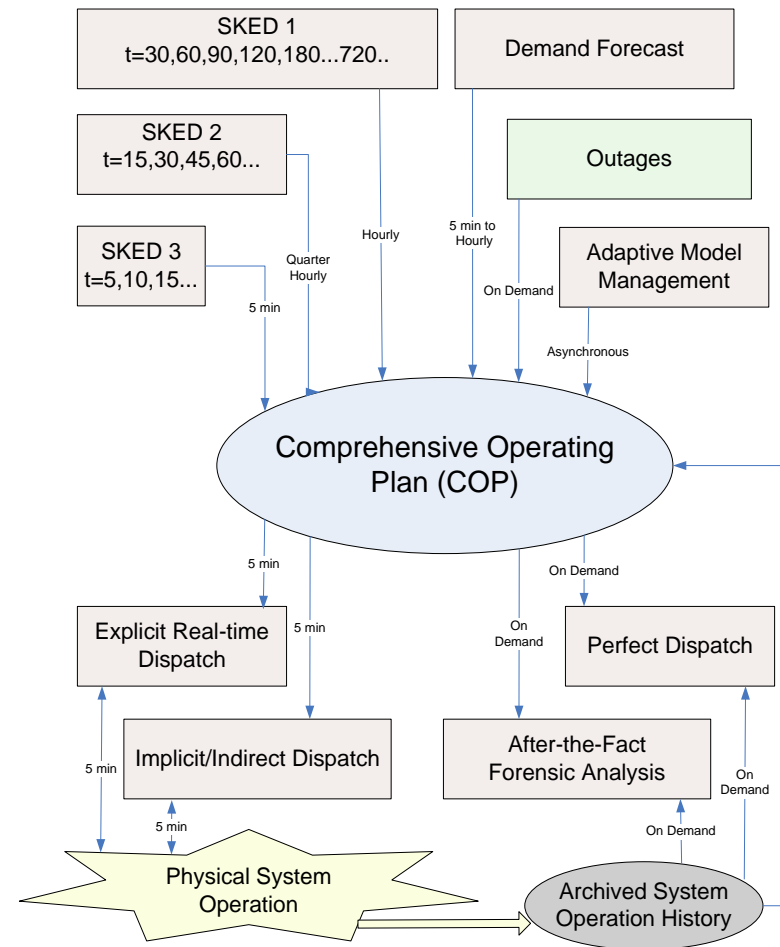 SKED 1
t=30,60,90,120,180...720..
Demand Forecast
SKED 2
t=15,30,45,60...
Outages
SKED 3
t=5,10,15...
Adaptive Model
Management
Hourly
5 min to
Hourly
Quarter
Hourly
On Demand
5 min
Asynchronous
Comprehensive Operating
Plan (COP)
5 min
On Demand
5 min
On
Demand
Explicit Real-time
Dispatch
Perfect Dispatch
Implicit/Indirect Dispatch
After-the-Fact
Forensic Analysis
5 min
On
Demand
5 min
On Demand
Physical System
Operation
Archived System
Operation History